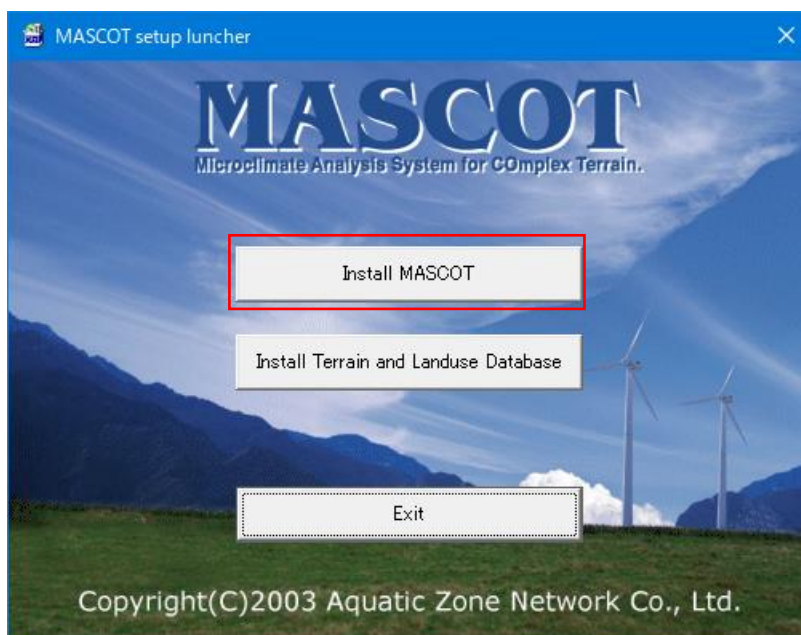 MASCOT setup luncher
MASCOT
Microclimate Analysis System for COmplex Terrain.
Install MASCOT
Install Terrain and Landuse Database
Exit
Copyright(C)2003 Aquatic Zone Network Co., Ltd.